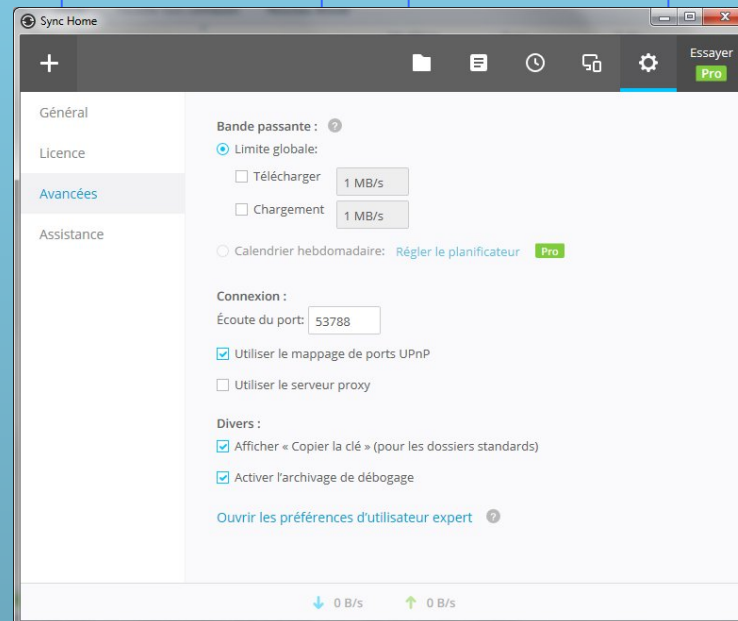 Sync Home
Essayer
Pro
Général
Licence
Avancées
Assistance
Bande passante : ?
Limite globale:
Télécharger 1 MB/s
Chargement 1 MB/s
Calendrier hebdomadaire: Régler le planificateur Pro
Connexion :
Écoute du port: 53788
Utiliser le mappage de ports UPnP
Utiliser le serveur proxy
Divers :
Afficher « Copier la clé » (pour les dossiers standards)
Activer l'archivage de débogage
Ouvrir les préférences d'utilisateur expert ?
0 B/s 0 B/s